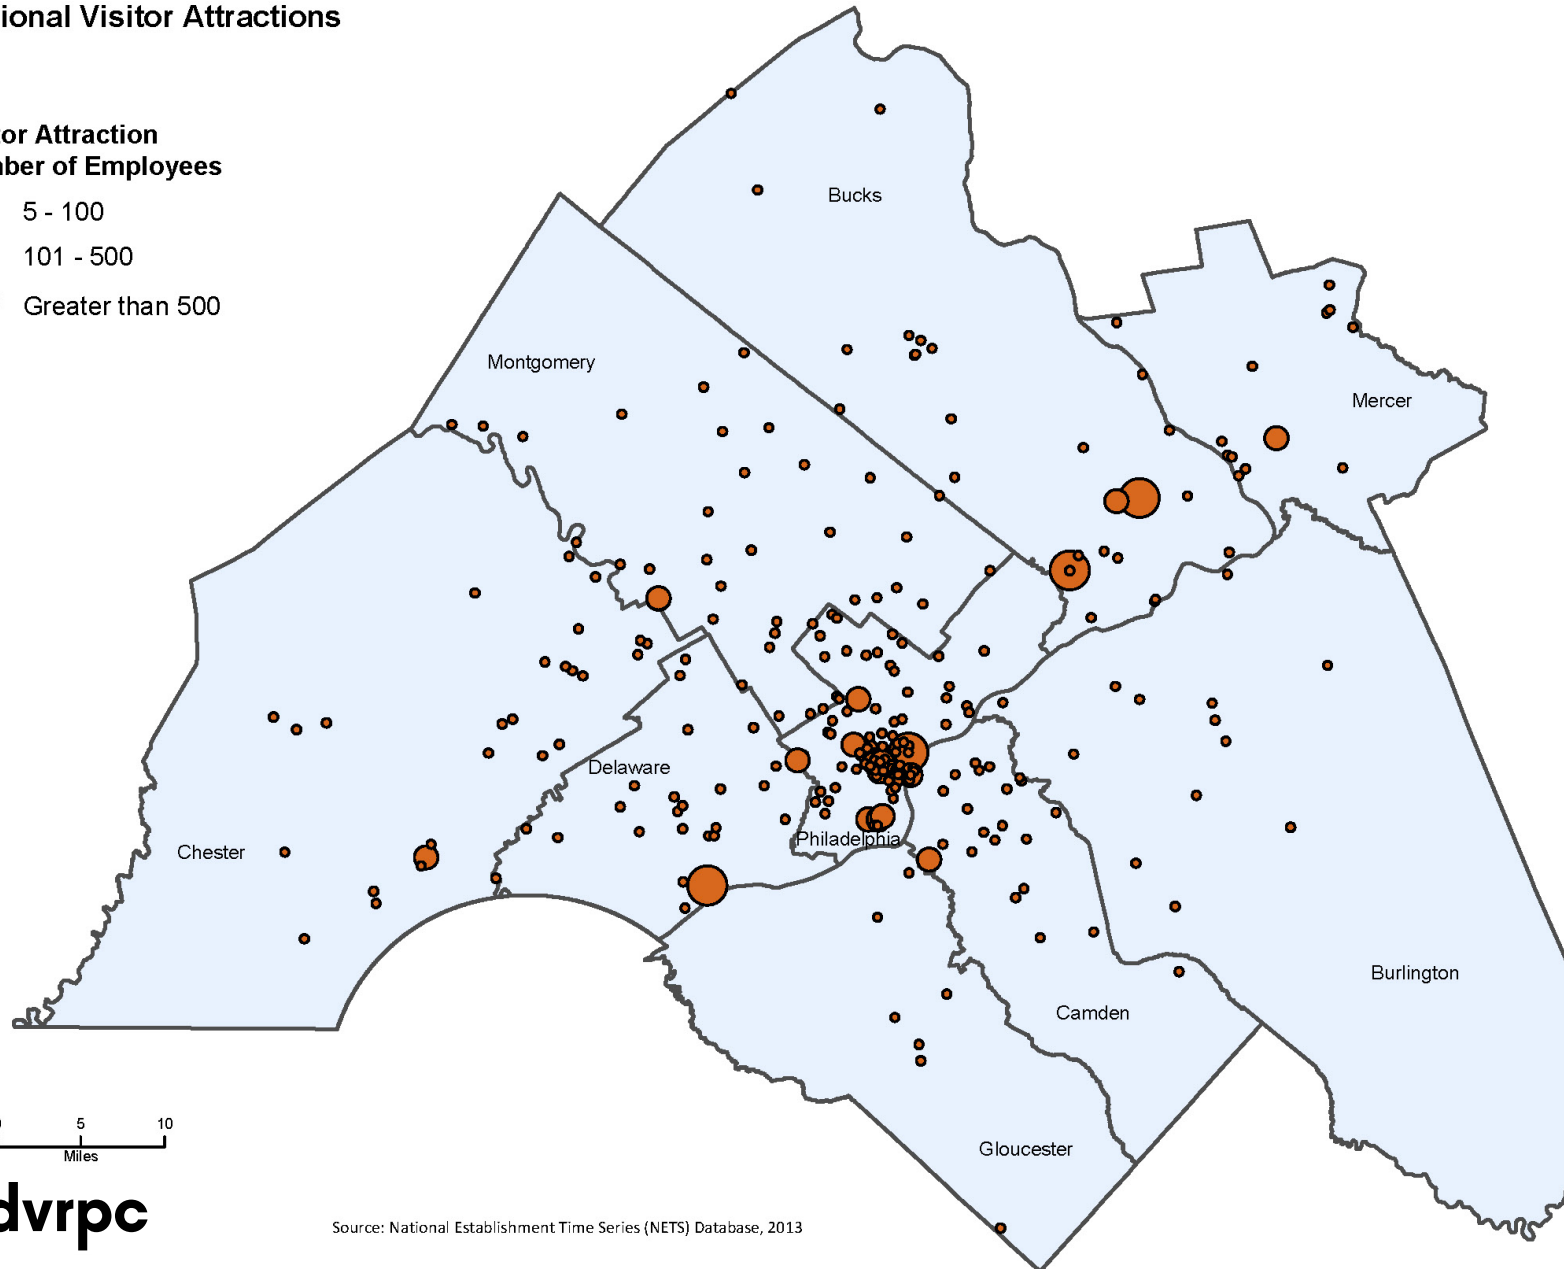 ional Visitor Attractions
tor Attraction
ber of Employees
5 - 100
101 - 500
Greater than 500
Bucks
Montgomery
Mercer
Delaware
Chester
Philadelphia
Burlington
Camden
Gloucester
5 10
Miles
dvrpc
Source: National Establishment Time Series (NETS) Database, 2013